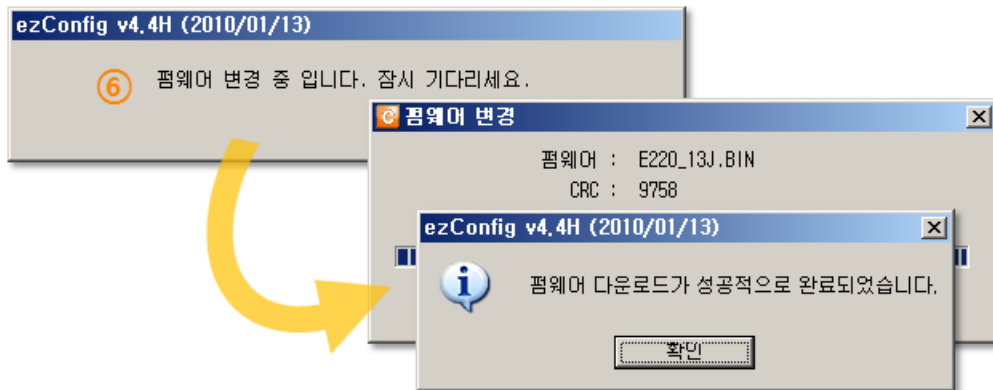 ezConfig v4.4H (2010/01/13)
⑥ 펌웨어 변경 중 입니다. 잠시 기다리세요.
펌웨어 변경
펌웨어 : E220_13J.BIN
CRC : 9758
ezConfig v4.4H (2010/01/13)
펌웨어 다운로드가 성공적으로 완료되었습니다.
확인